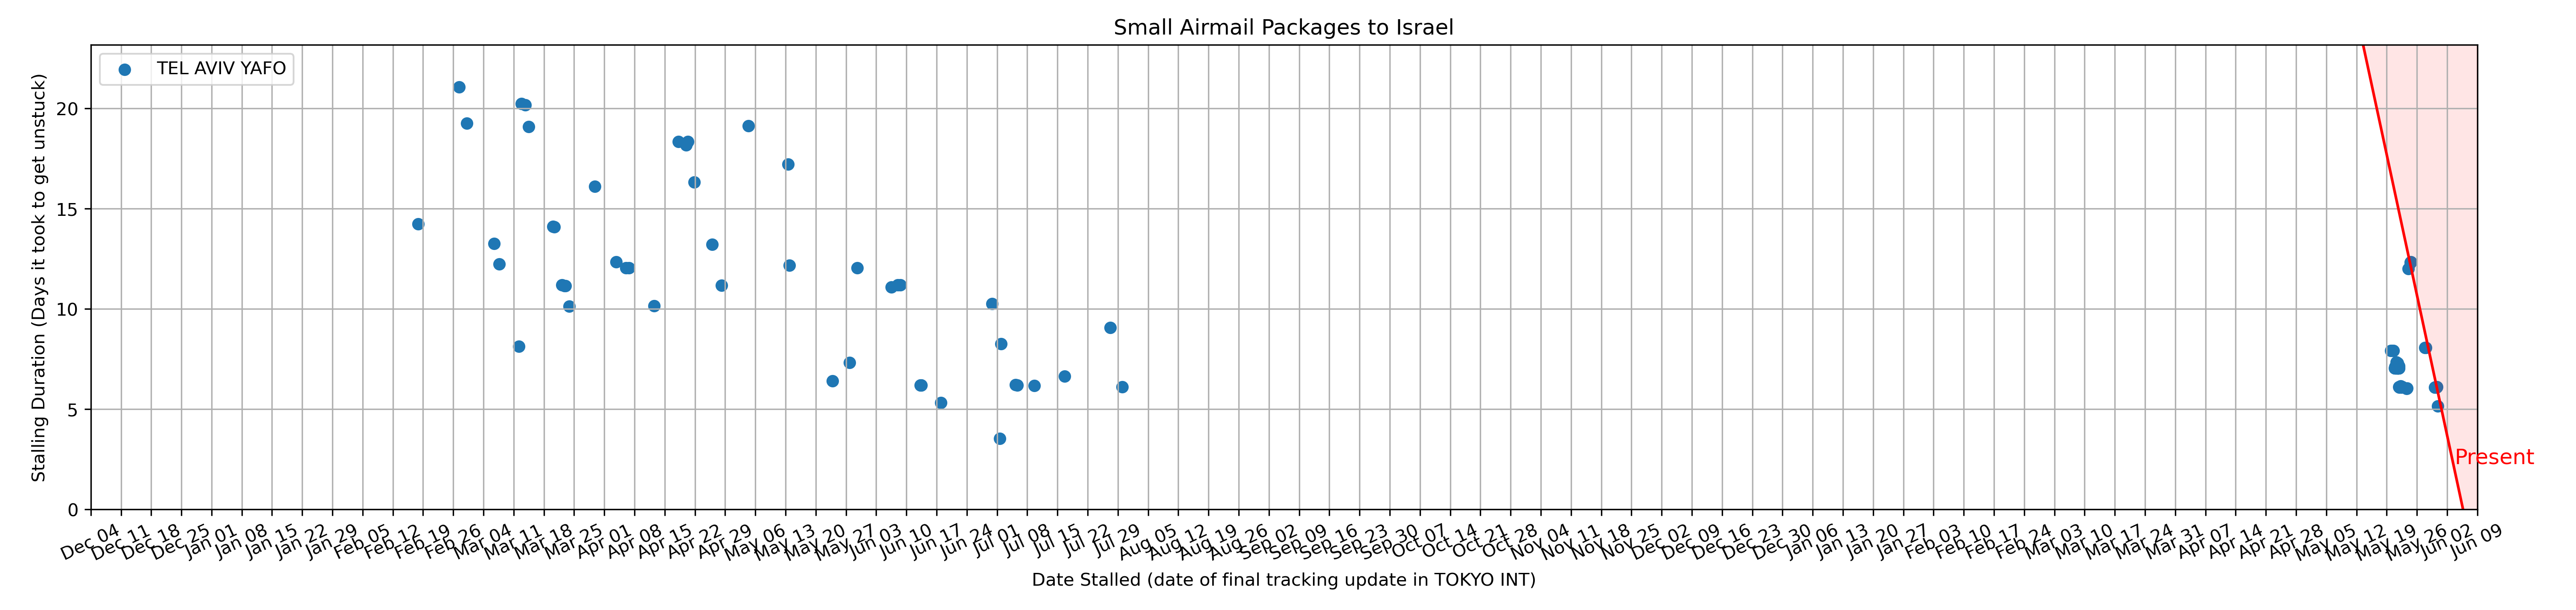 Small Airmail Packages to Israel
TEL AVIV YAFO
Stalling Duration (Days it took to get unstuck)
20
15
10
5
0
Present
Dec 04
Dec 11
Dec 18
Dec 25
Jan 01
Jan 08
Jan 15
Jan 22
Jan 29
Feb 05
Feb 12
Feb 19
Feb 26
Mar 04
Mar 11
Mar 18
Mar 25
Apr 01
Apr 08
Apr 15
Apr 22
Apr 29
May 06
May 13
May 20
May 27
Jun 03
Jun 10
Jun 17
Jun 24
Jul 01
Jul 08
Jul 15
Jul 22
Jul 29
Aug 05
Aug 12
Aug 19
Aug 26
Sep 02
Sep 09
Sep 16
Sep 23
Sep 30
Oct 07
Oct 14
Oct 21
Oct 28
Nov 04
Nov 11
Nov 18
Nov 25
Dec 02
Dec 09
Dec 16
Dec 23
Dec 30
Jan 06
Jan 13
Jan 20
Jan 27
Feb 03
Feb 10
Feb 17
Feb 24
Mar 03
Mar 10
Mar 17
Mar 24
Mar 31
Apr 07
Apr 14
Apr 21
Apr 28
May 05
May 12
May 19
May 26
Jun 02
Jun 09
Date Stalled (date of final tracking update in TOKYO INT)